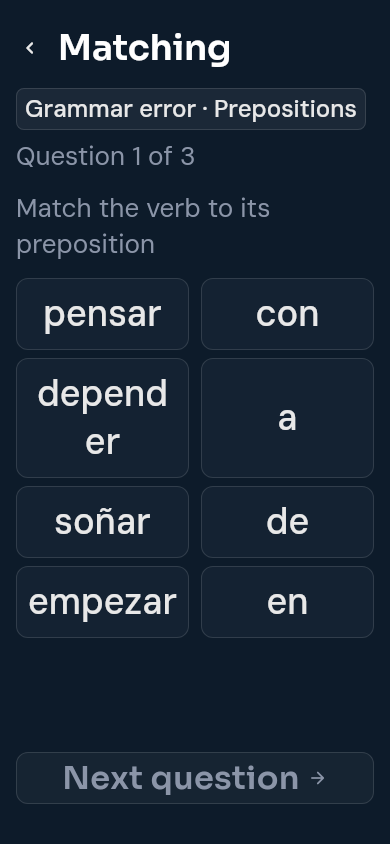 Matching
Grammar error · Prepositions
Question 1 of 3
Match the verb to its
preposition
pensar
con
depend
er
a
soñar
de
empezar
en
Next question →